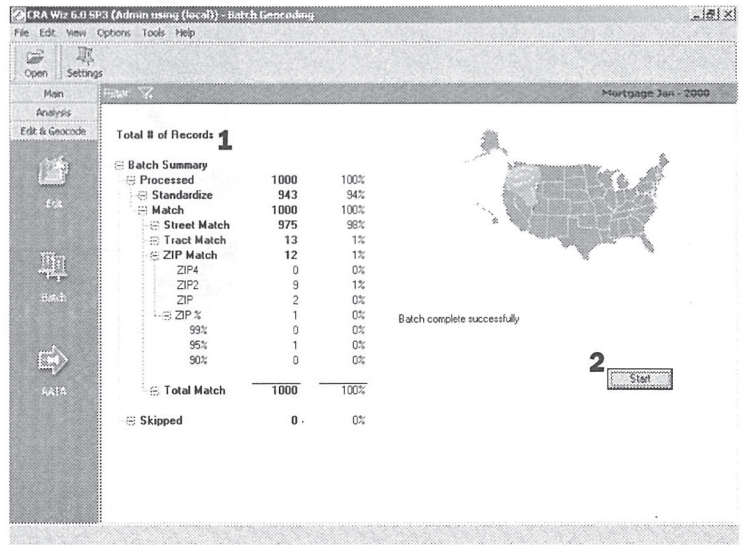 CRA Wiz 6.0 SP3 (Admin using (local)) - Batch Geocoding
File Edit View Options Tools Help
Open Settings
Main
Analysis
Edit & Geocode
Filter
Mortgage Jan - 2000
Edit
Batch
AATA
Total # of Records 1
Batch Summary
Processed 1000 100%
Standardize 943 94%
Match 1000 100%
Street Match 975 98%
Tract Match 13 1%
ZIP Match 12 1%
ZIP4 0 0%
ZIP2 9 1%
ZIP 2 0%
ZIP % 1 0%
99% 0 0%
95% 1 0%
90% 0 0%
Total Match 1000 100%
Skipped 0 0%
Batch complete successfully
2
Start